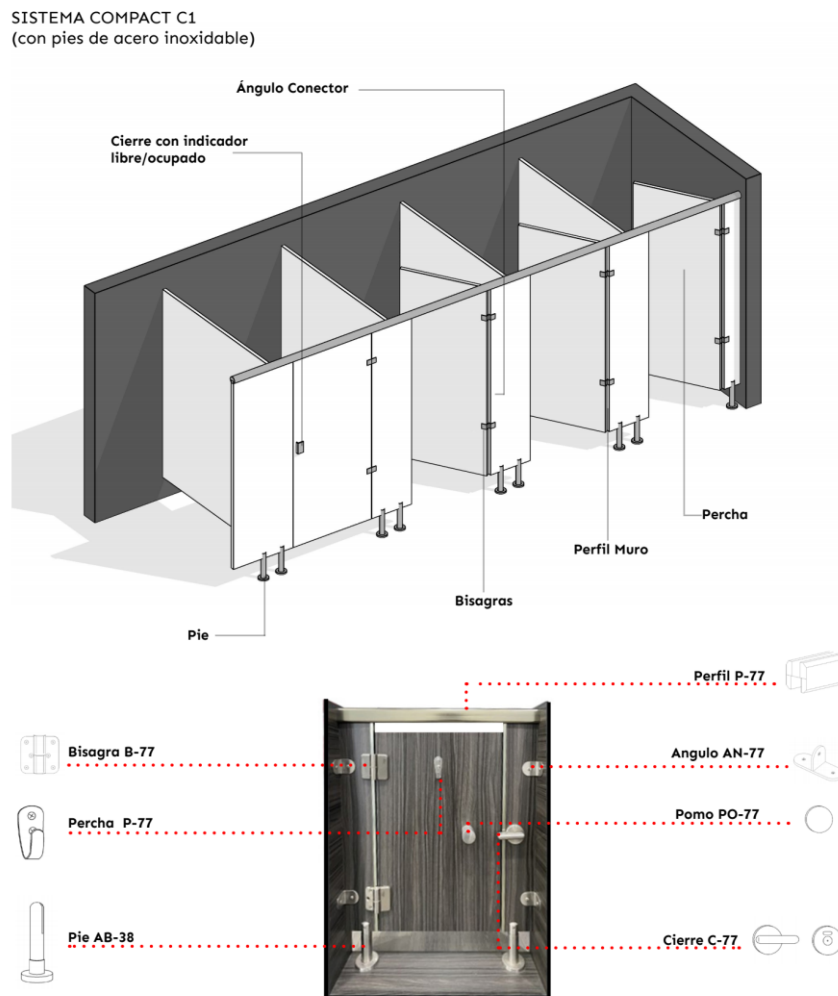 SISTEMA COMPACT C1
(con pies de acero inoxidable)
Ángulo Conector
Cierre con indicador
libre/ocupado
Percha
Perfil Muro
Bisagras
Pie
Perfil P-77
Bisagra B-77
Angulo AN-77
Percha P-77
Pomo PO-77
Pie AB-38
Cierre C-77